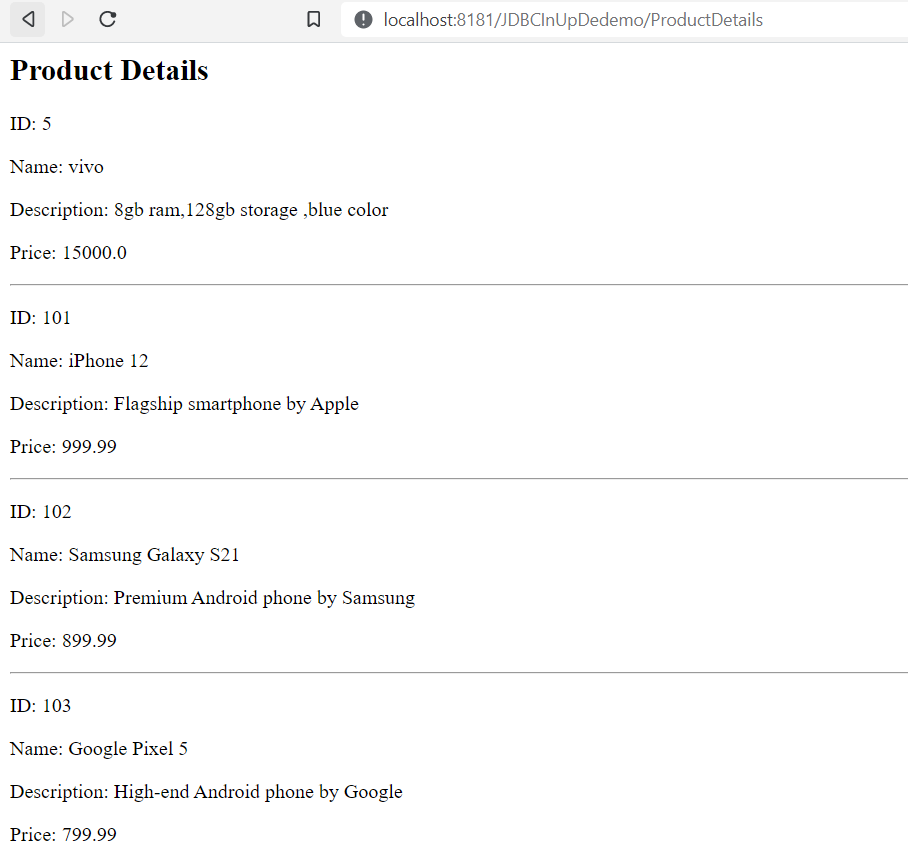 localhost:8181/JDBCInUpDedemo/ProductDetails
Product Details
ID: 5
Name: vivo
Description: 8gb ram,128gb storage ,blue color
Price: 15000.0
ID: 101
Name: iPhone 12
Description: Flagship smartphone by Apple
Price: 999.99
ID: 102
Name: Samsung Galaxy S21
Description: Premium Android phone by Samsung
Price: 899.99
ID: 103
Name: Google Pixel 5
Description: High-end Android phone by Google
Price: 799.99